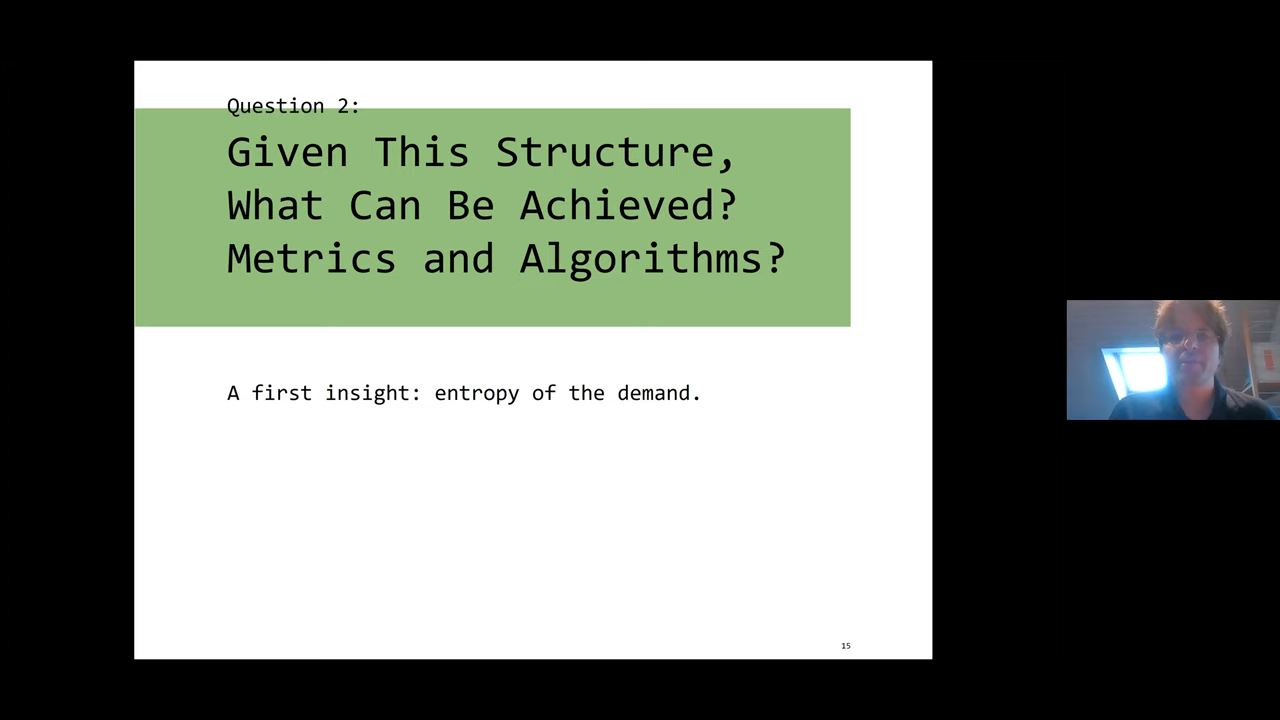 Question 2:
Given This Structure,
What Can Be Achieved?
Metrics and Algorithms?
A first insight: entropy of the demand.
15